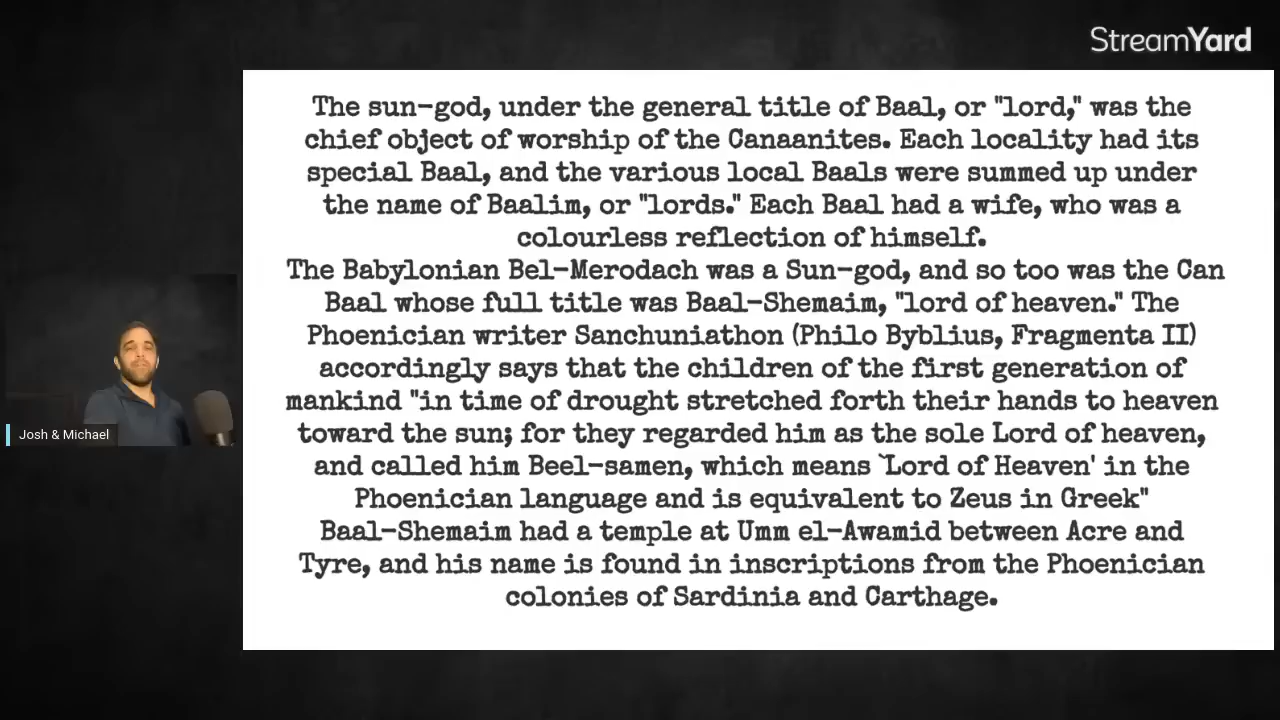 StreamYard
The sun-god, under the general title of Baal, or "lord," was the
chief object of worship of the Canaanites. Each locality had its
special Baal, and the various local Baals were summed up under
the name of Baalim, or "lords." Each Baal had a wife, who was a
colourless reflection of himself.
The Babylonian Bel-Merodach was a Sun-god, and so too was the Can
Baal whose full title was Baal-Shemaim, "lord of heaven." The
Phoenician writer Sanchuniathon (Philo Byblius, Fragmenta II)
accordingly says that the children of the first generation of
mankind "in time of drought stretched forth their hands to heaven
toward the sun; for they regarded him as the sole Lord of heaven,
and called him Beel-samen, which means `Lord of Heaven' in the
Phoenician language and is equivalent to Zeus in Greek"
Baal-Shemaim had a temple at Umm el-Awamid between Acre and
Tyre, and his name is found in inscriptions from the Phoenician
colonies of Sardinia and Carthage.
Josh & Michael